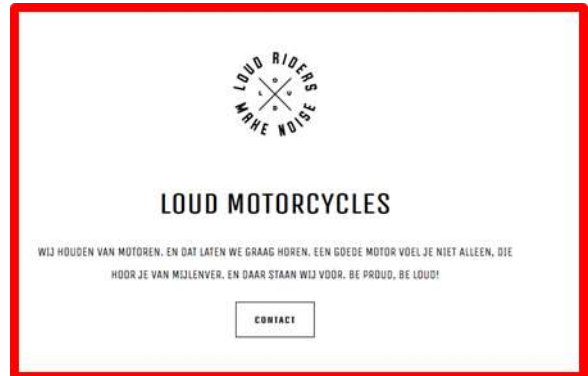 LOUD RIDERS
L O U D
MAKE NOISE
LOUD MOTORCYCLES
WIJ HOUDEN VAN MOTOREN. EN DAT LATEN WE GRAAG HOREN. EEN GOEDE MOTOR VOEL JE NIET ALLEEN, DIE
HOOR JE VAN MIJLENVER. EN DAAR STAAN WIJ VOOR. BE PROUD, BE LOUD!
CONTACT